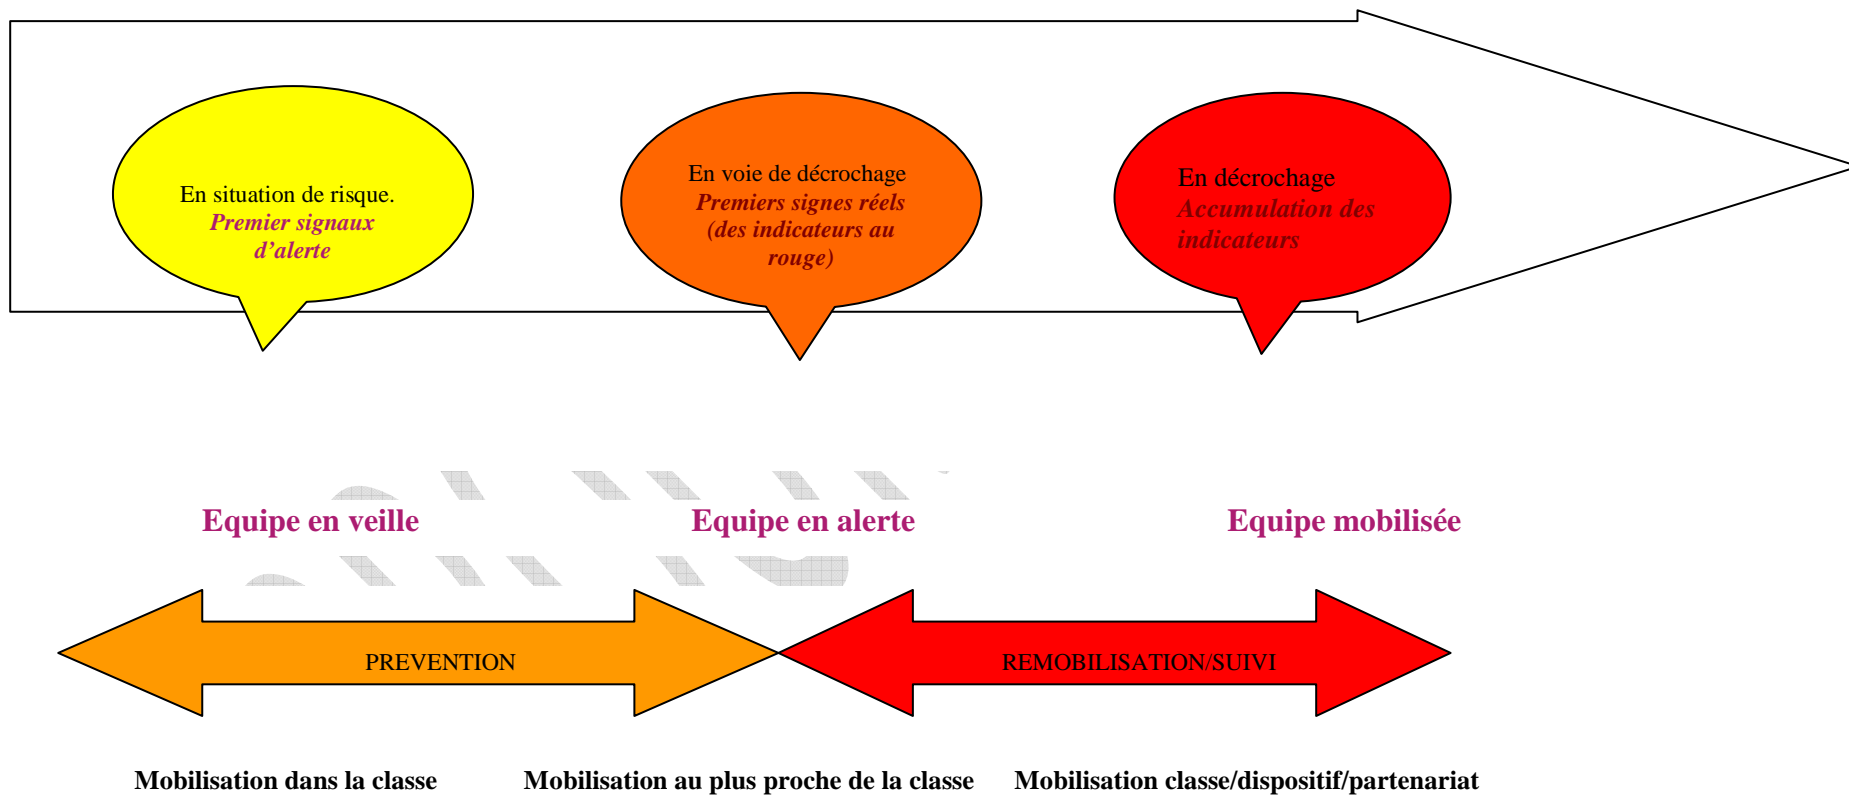 En situation de risque.
Premier signaux
d’alerte
En voie de décrochage
Premiers signes réels
(des indicateurs au
rouge)
En décrochage
Accumulation des
indicateurs
Equipe en veille
Equipe en alerte
Equipe mobilisée
PREVENTION
REMOBILISATION/SUIVI
Mobilisation dans la classe
Mobilisation au plus proche de la classe
Mobilisation classe/dispositif/partenariat